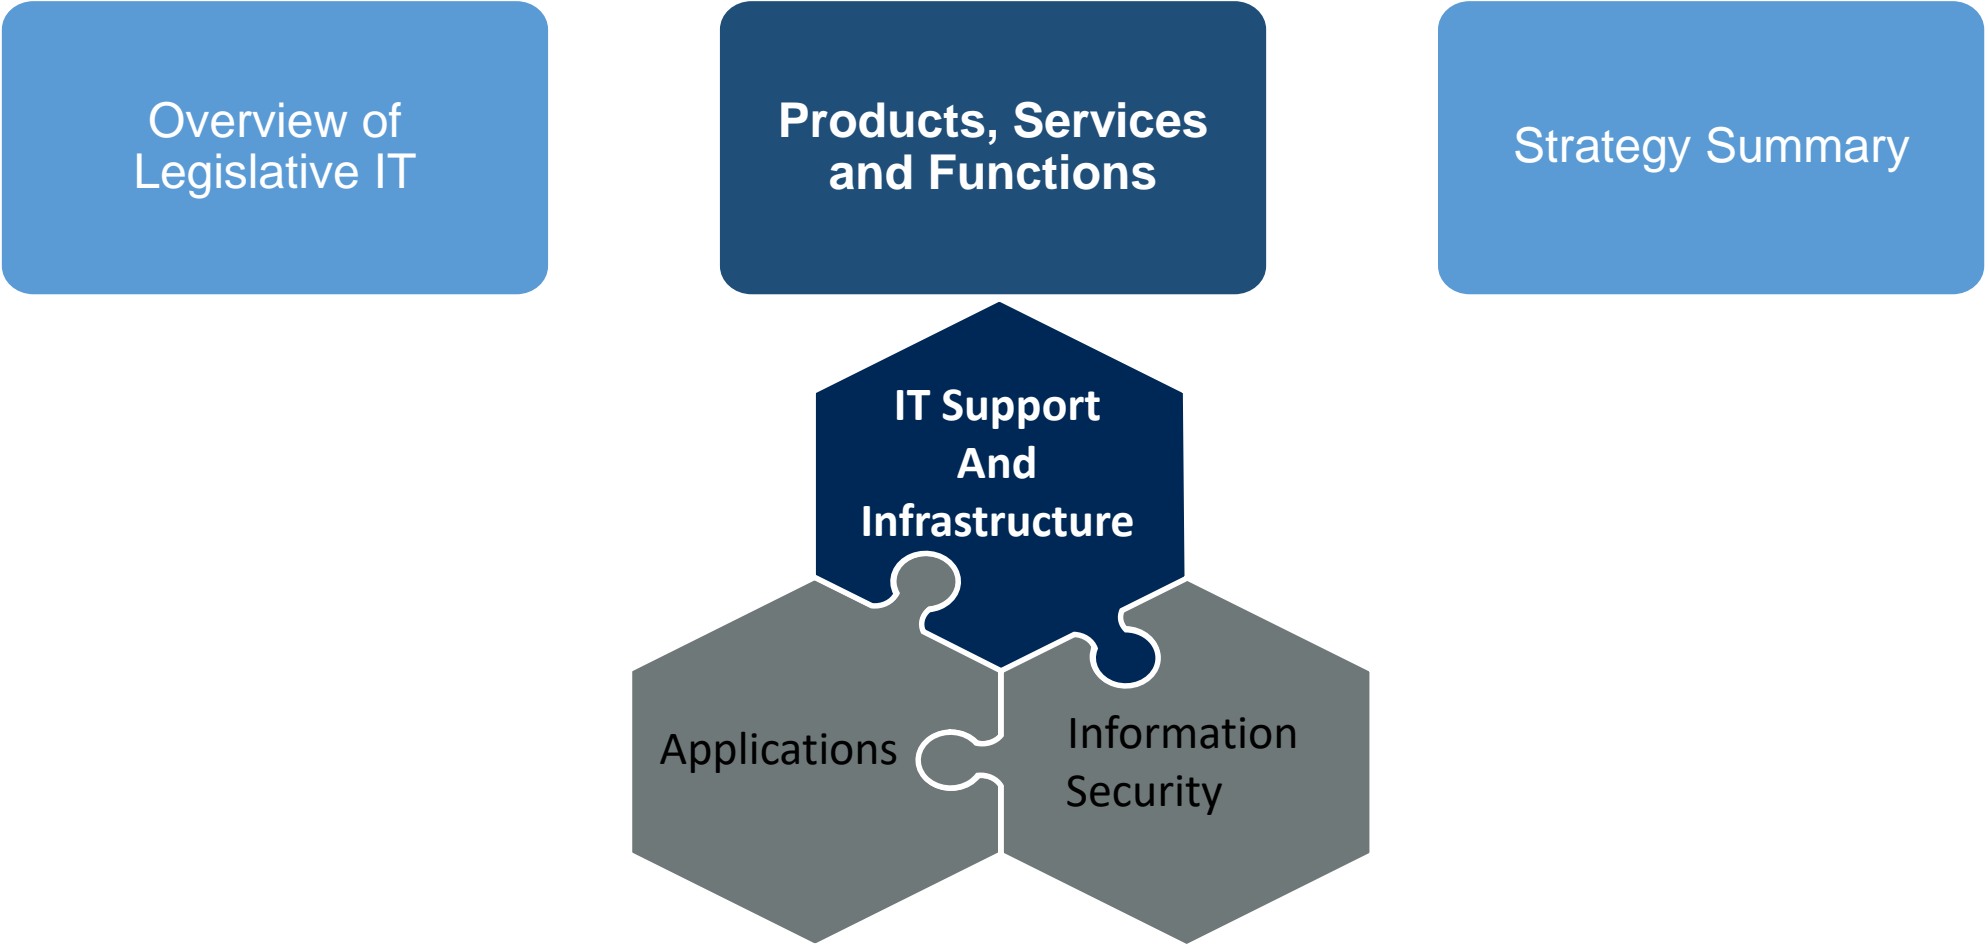 Overview of
Legislative IT
Products, Services
and Functions
Strategy Summary
IT Support
And
Infrastructure
Applications
Information
Security